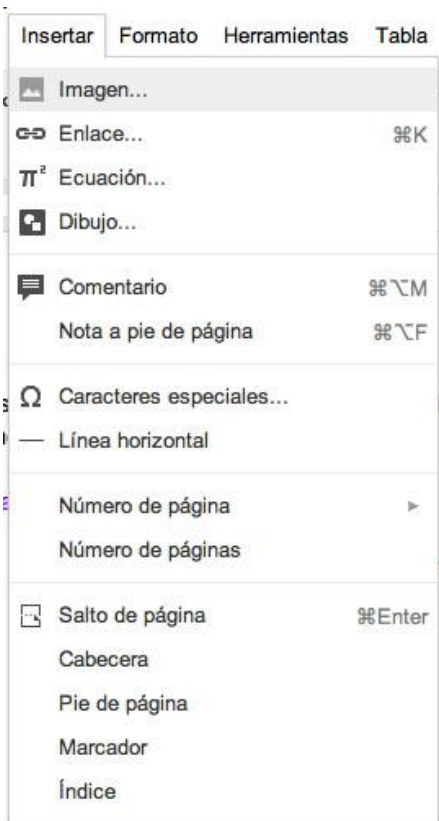 Insertar Formato Herramientas Tabla
Imagen...
Enlace... ⌘K
π² Ecuación...
Dibujo...
Comentario ⌘⌥M
Nota a pie de página ⌘⌥F
Ω Caracteres especiales...
Línea horizontal
Número de página ►
Número de páginas
Salto de página ⌘Enter
Cabecera
Pie de página
Marcador
Índice